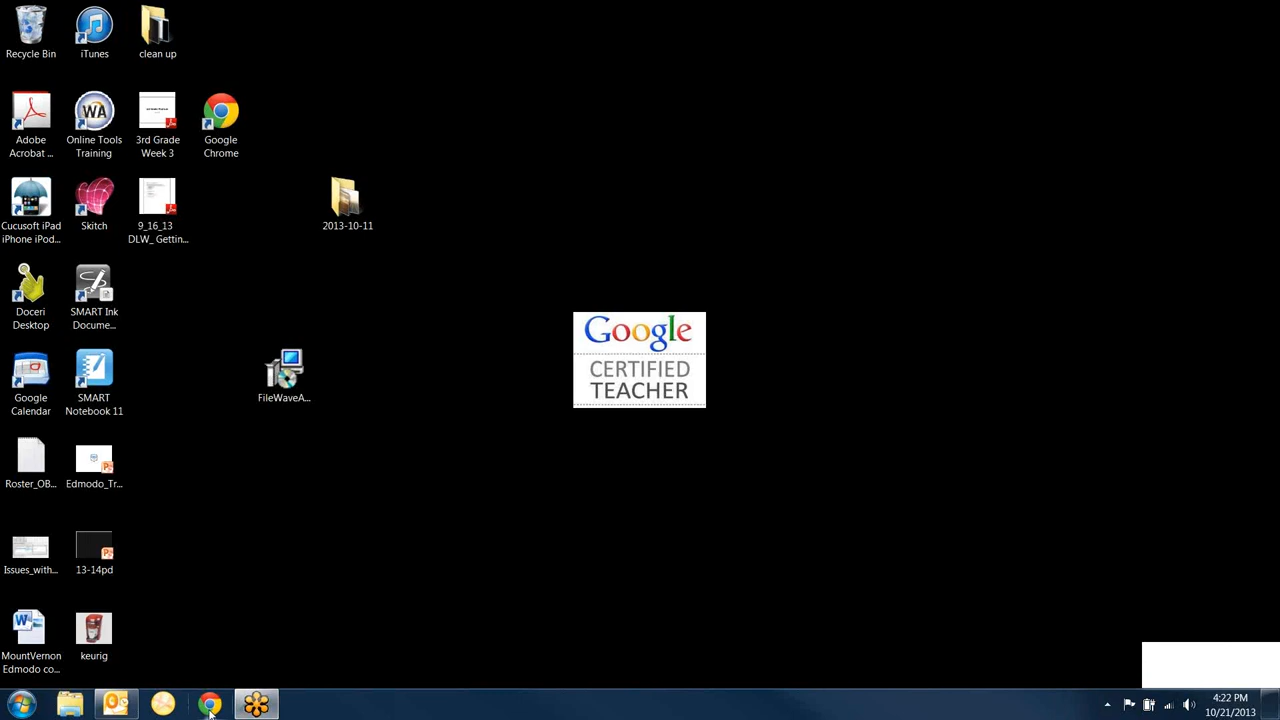 Recycle Bin
iTunes
clean up
Adobe
Acrobat ...
Online Tools
Training
3rd Grade
Week 3
Google
Chrome
Cucusoft iPad
iPhone iPod...
Skitch
9_16_13
DLW_ Gettin...
2013-10-11
Doceri
Desktop
SMART Ink
Docume...
Google
CERTIFIED
TEACHER
Google
Calendar
SMART
Notebook 11
FileWaveA...
Roster_OB...
Edmodo_Tr...
Issues_with...
13-14pd
MountVernon
Edmodo co...
keurig
4:22 PM
10/21/2013
WA